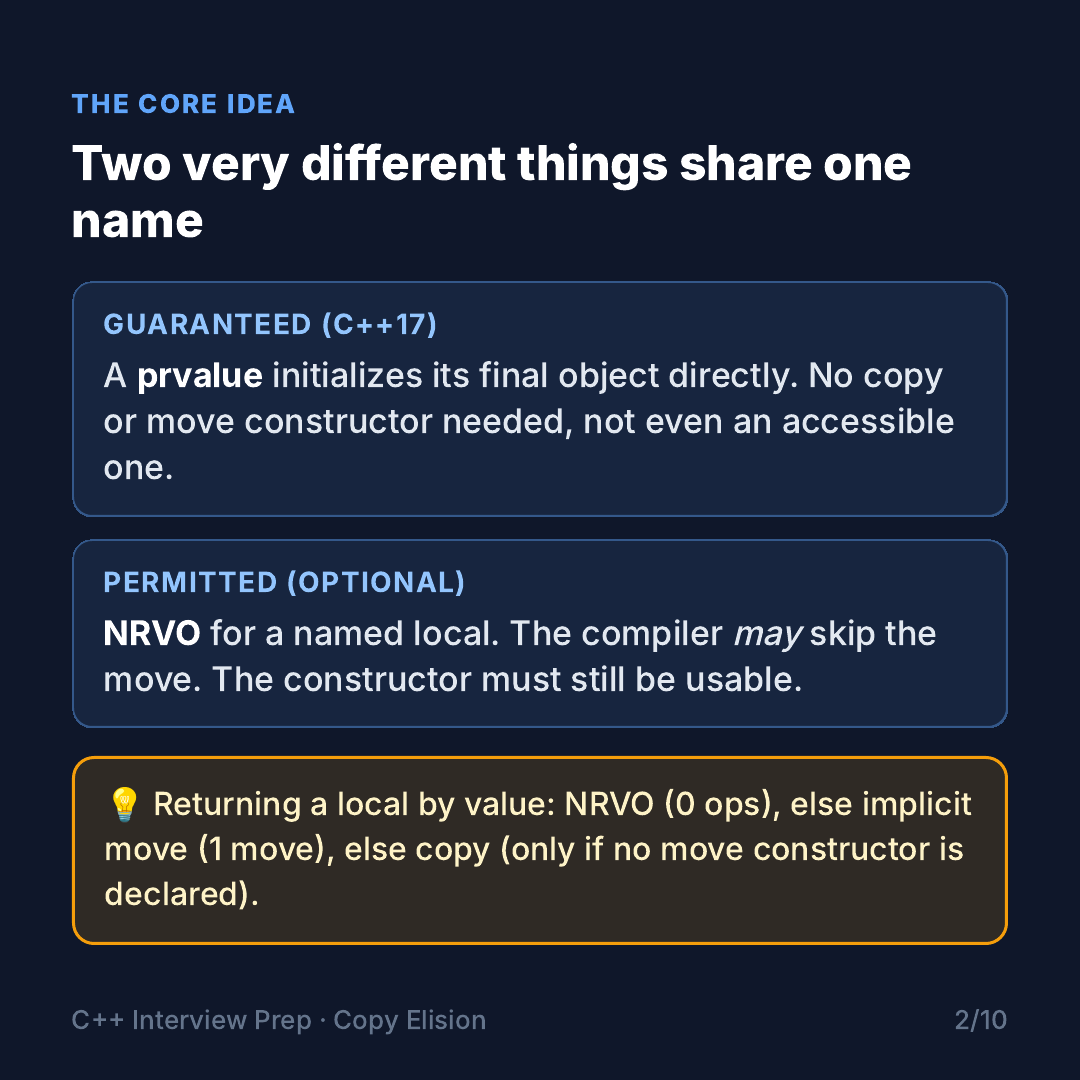 THE CORE IDEA
Two very different things share one
name
GUARANTEED (C++17)
A prvalue initializes its final object directly. No copy
or move constructor needed, not even an accessible
one.
PERMITTED (OPTIONAL)
NRVO for a named local. The compiler may skip the
move. The constructor must still be usable.
💡 Returning a local by value: NRVO (0 ops), else implicit
move (1 move), else copy (only if no move constructor is
declared).
C++ Interview Prep · Copy Elision
2/10